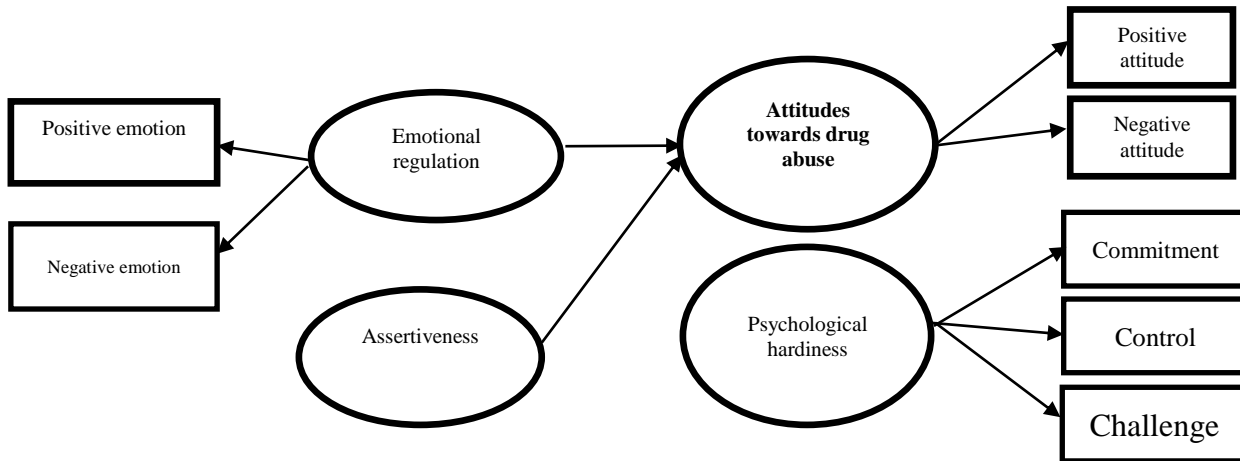 Positive emotion
Negative emotion
Emotional
regulation
Assertiveness
Attitudes
towards drug
abuse
Psychological
hardiness
Positive
attitude
Negative
attitude
Commitment
Control
Challenge